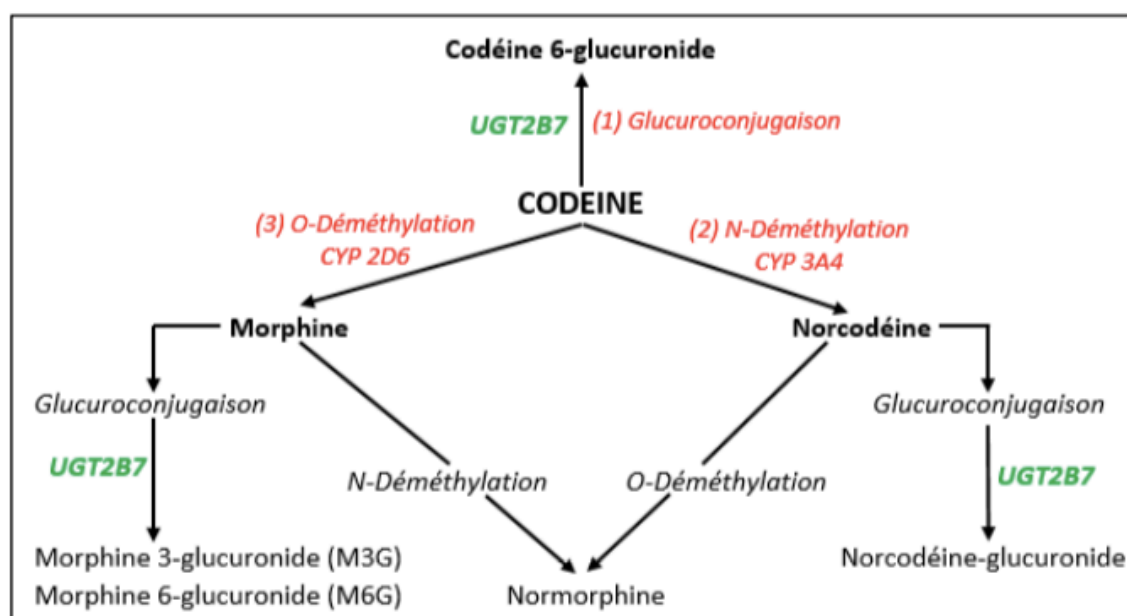 Codéine 6-glucuronide
UGT2B7
(1) Glucuroconjugaison
CODEINE
(3) O-Déméthylation
CYP 2D6
(2) N-Déméthylation
CYP 3A4
Morphine
Norcodéine
Glucuroconjugaison
Glucuroconjugaison
UGT2B7
N-Déméthylation
O-Déméthylation
UGT2B7
Morphine 3-glucuronide (M3G)
Morphine 6-glucuronide (M6G)
Normorphine
Norcodéine-glucuronide